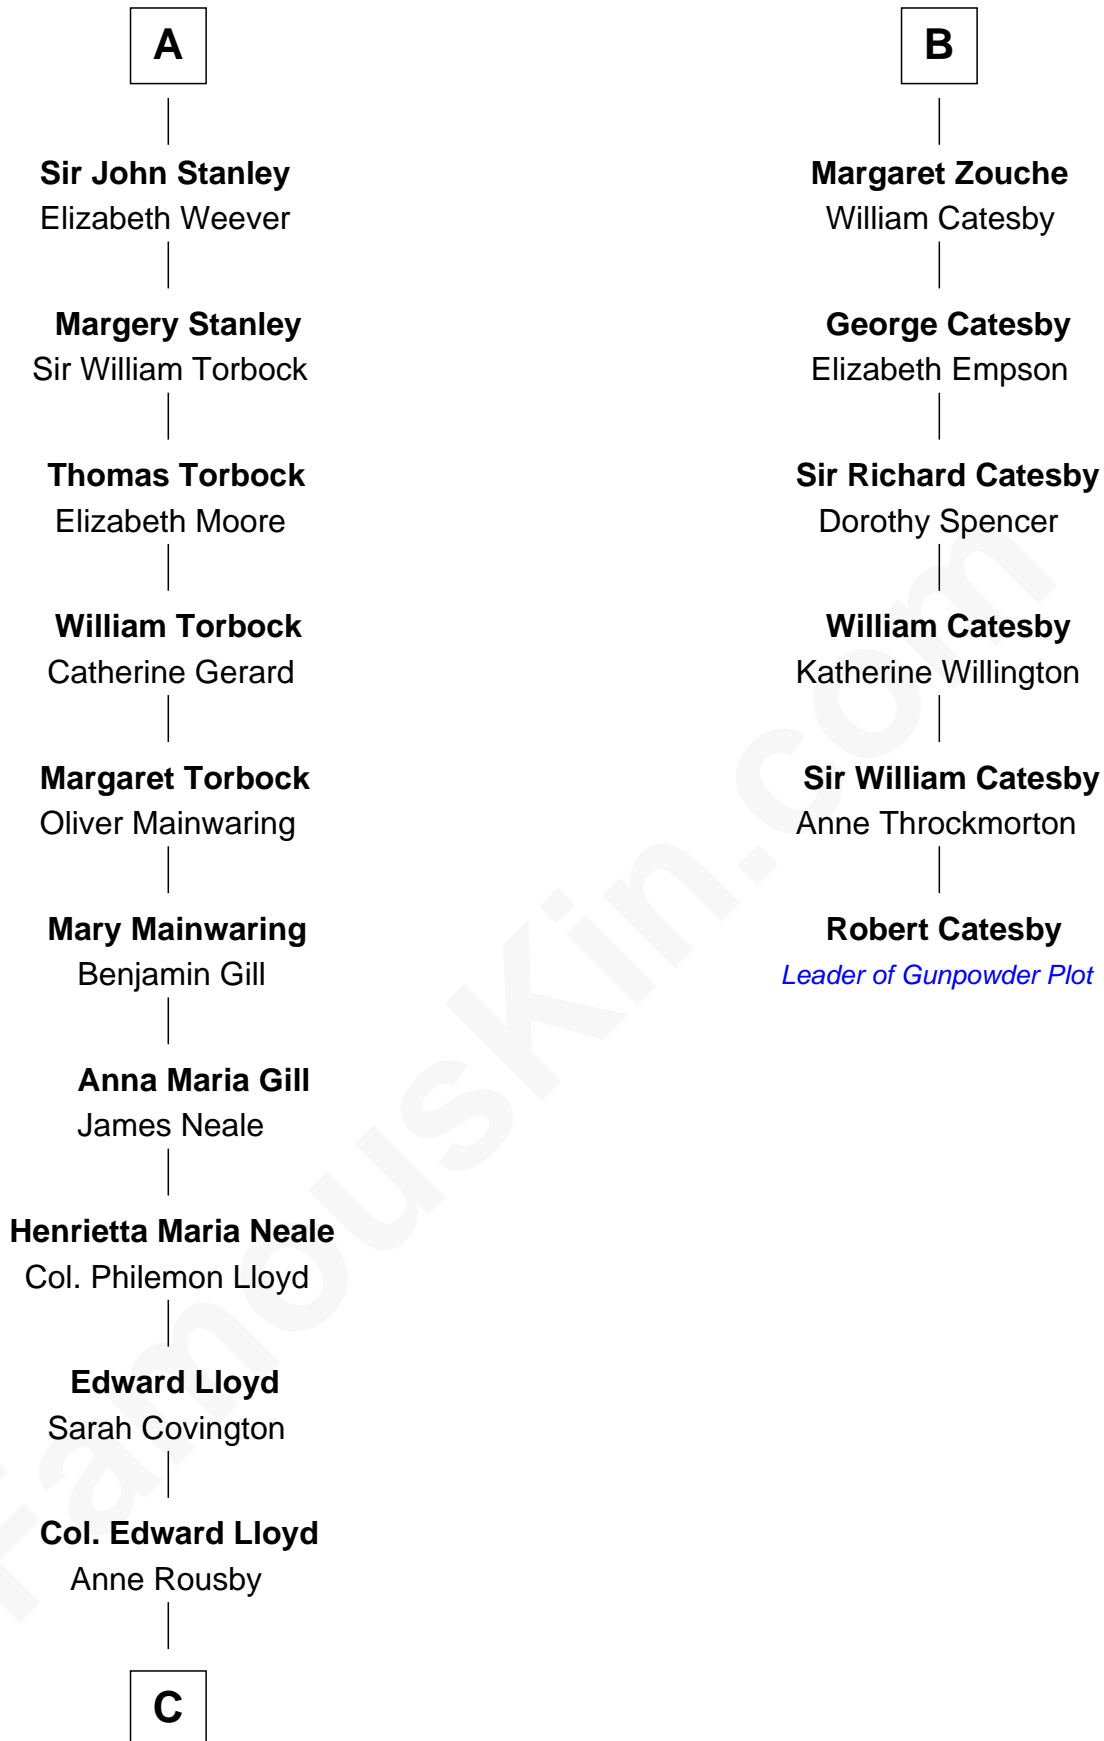 A
Sir John Stanley
Elizabeth Weever
Margery Stanley
Sir William Torbock
Thomas Torbock
Elizabeth Moore
William Torbock
Catherine Gerard
Margaret Torbock
Oliver Mainwaring
Mary Mainwaring
Benjamin Gill
Anna Maria Gill
James Neale
Henrietta Maria Neale
Col. Philemon Lloyd
Edward Lloyd
Sarah Covington
Col. Edward Lloyd
Anne Rousby
C
B
Margaret Zouche
William Catesby
George Catesby
Elizabeth Empson
Sir Richard Catesby
Dorothy Spencer
William Catesby
Katherine Willington
Sir William Catesby
Anne Throckmorton
Robert Catesby
Leader of Gunpowder Plot
FamousKin.com